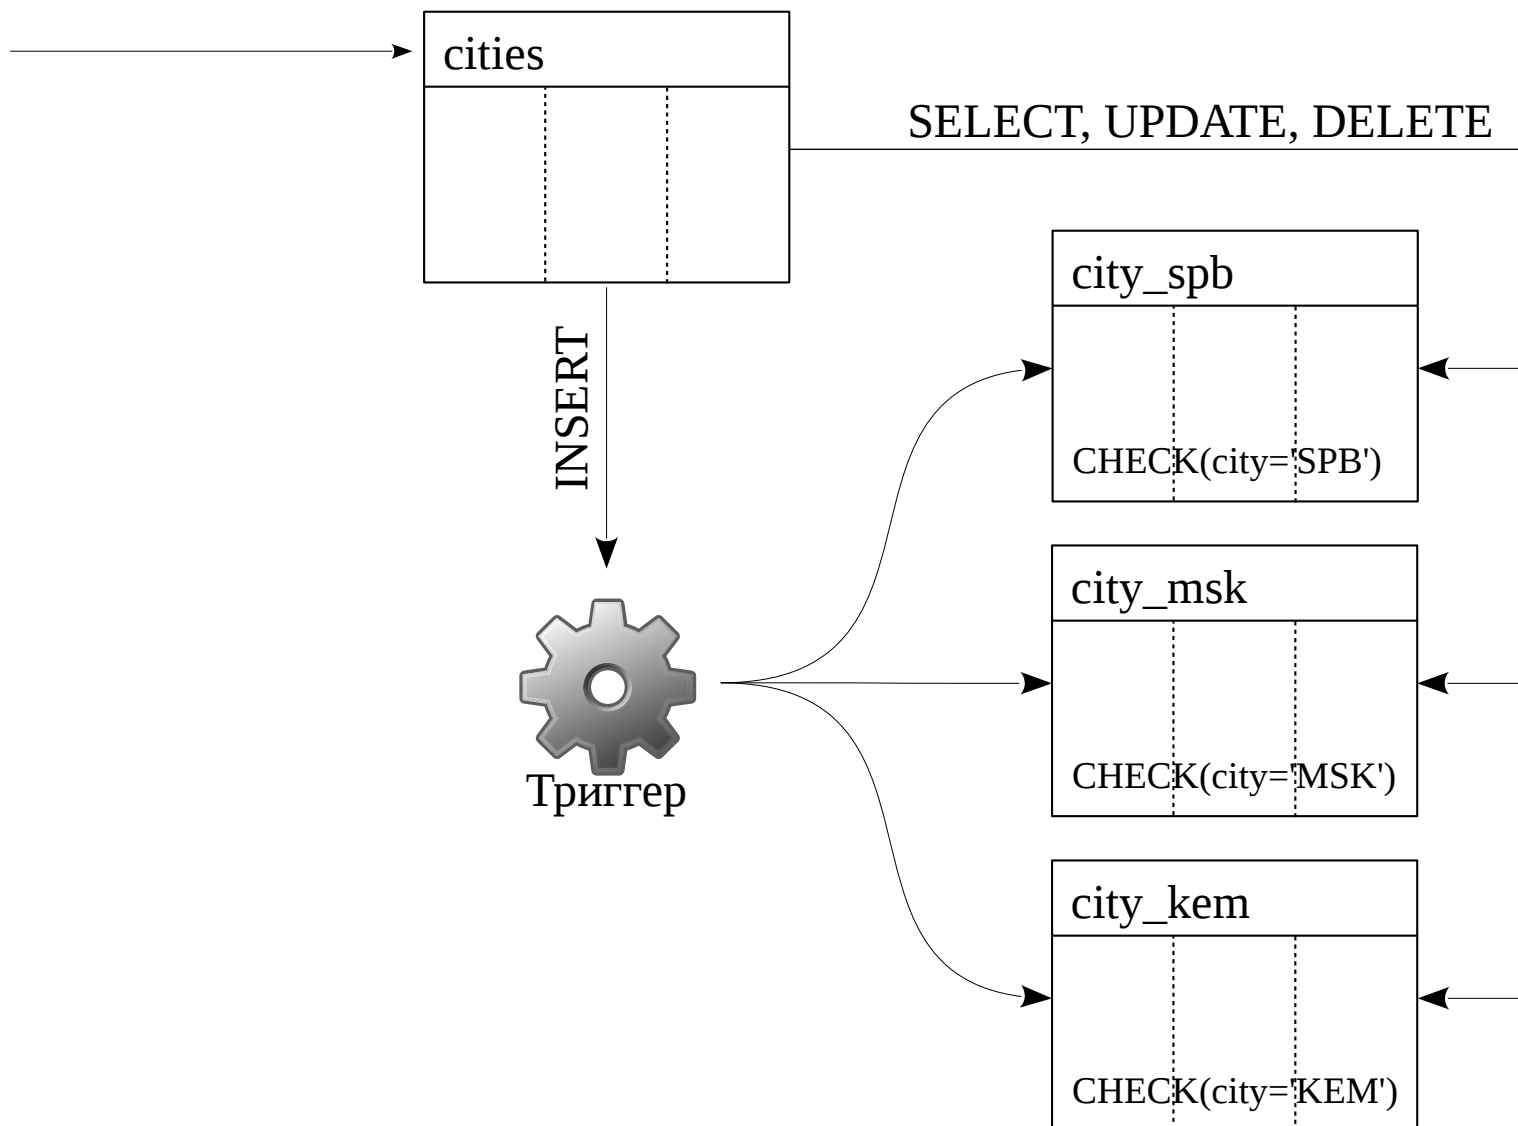 cities
SELECT, UPDATE, DELETE
INSERT
city_spb
CHECK(city='SPB')
city_msk
CHECK(city='MSK')
Триггер
city_kem
CHECK(city='KEM')